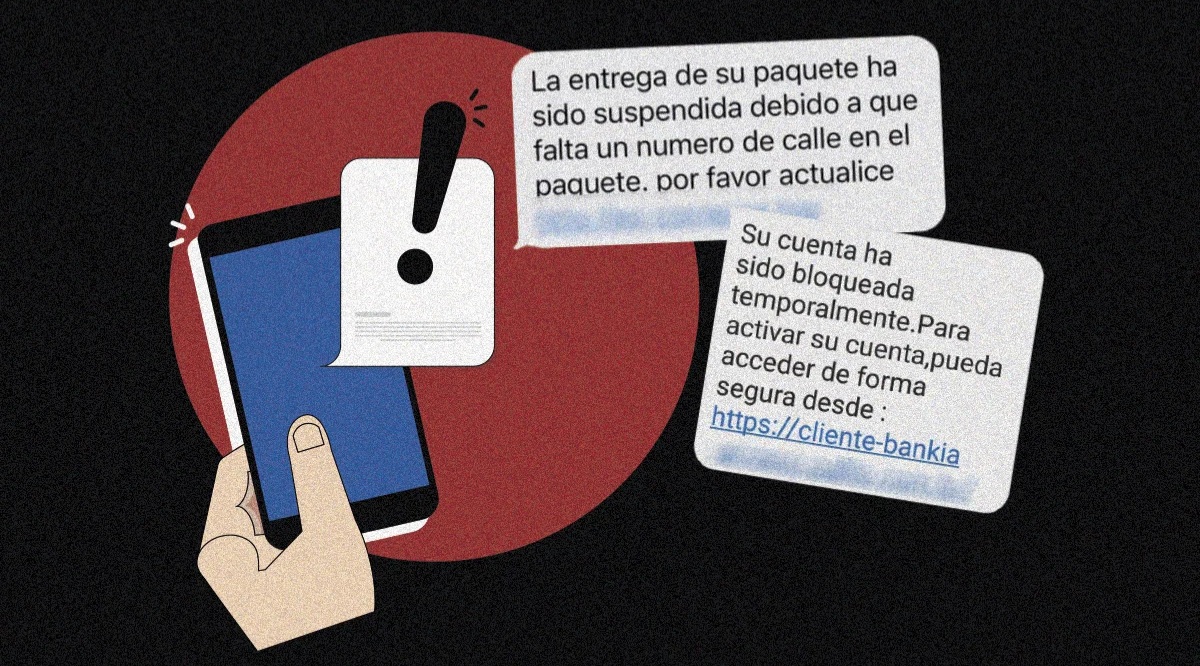 La entrega de su paquete ha
sido suspendida debido a que
falta un numero de calle en el
paquete. por favor actualice
Su cuenta ha
sido bloqueada
temporalmente.Para
activar su cuenta,pueda
acceder de forma
segura desde :
https://cliente-bankia